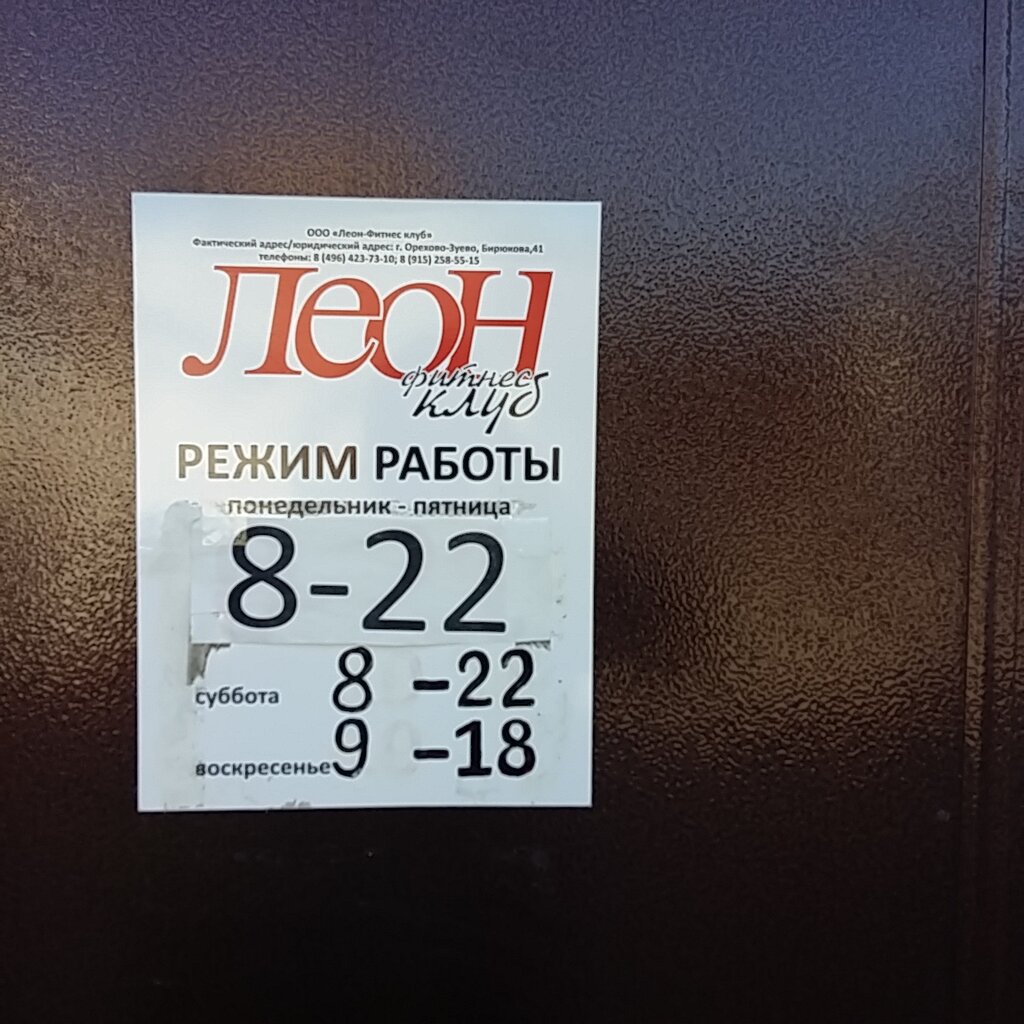 ООО «Леон-Фитнес клуб»
Фактический адрес/юридический адрес: г. Орехово-Зуево, Бирюкова,41
телефоны: 8 (496) 423-73-10; 8 (915) 258-55-15
Леон
фитнес
клуб
РЕЖИМ РАБОТЫ
понедельник - пятница
8-22
суббота 8 -22
воскресенье 9 -18